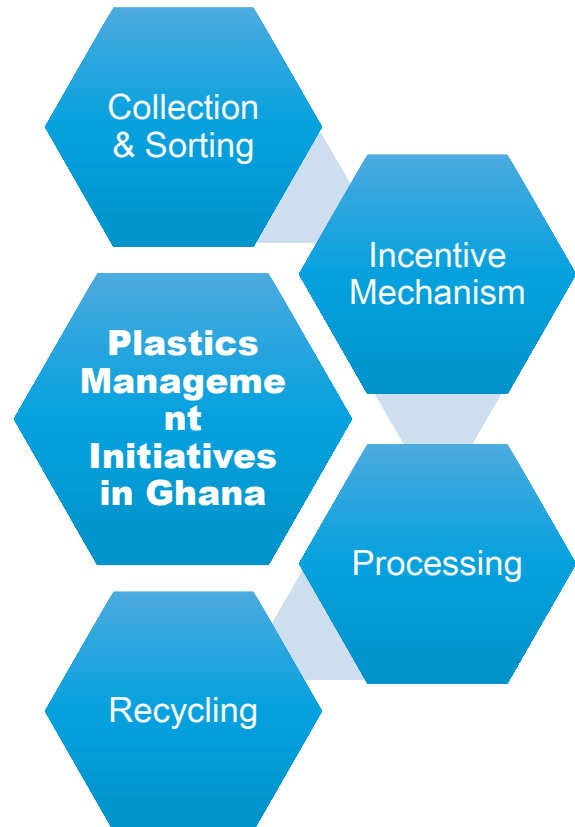 Collection
& Sorting
Incentive
Mechanism
Plastics
Manageme
nt
Initiatives
in Ghana
Processing
Recycling